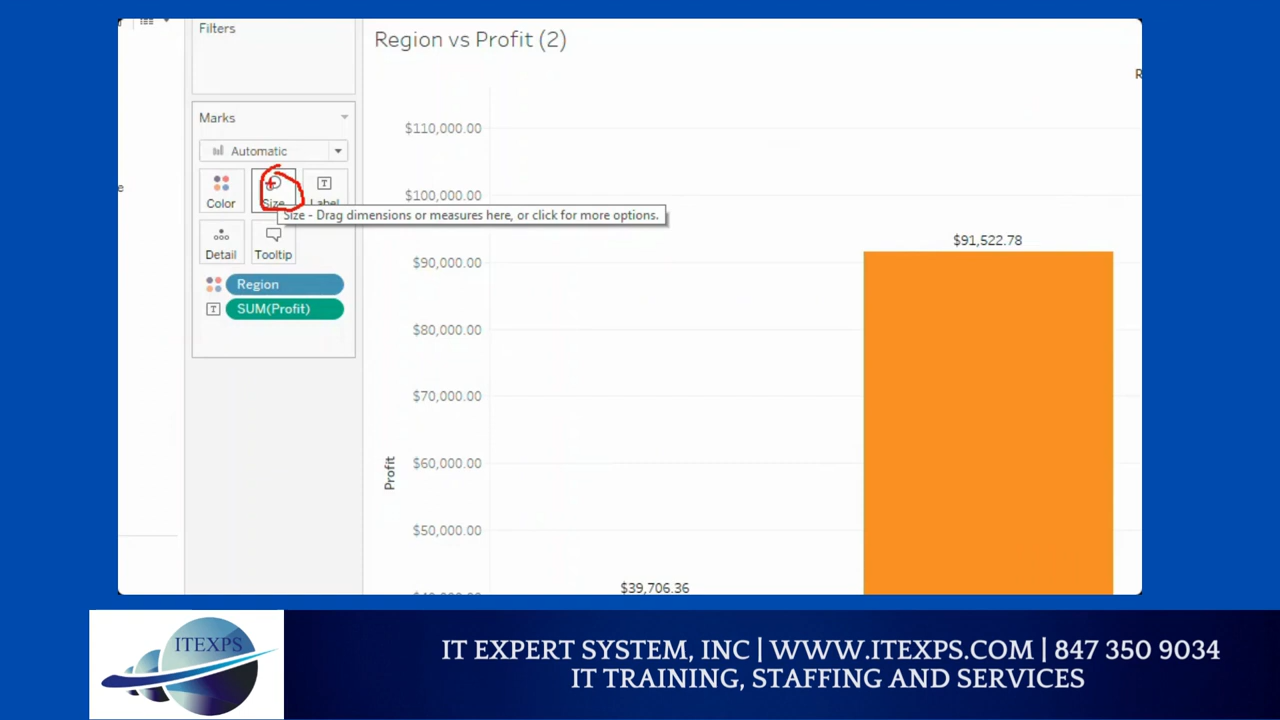 Filters
Region vs Profit (2)
R
Marks
$110,000.00
Automatic
e
Color
Size
Label
$100,000.00
Size - Drag dimensions or measures here, or click for more options.
$91,522.78
Detail
Tooltip
$90,000.00
Region
SUM(Profit)
$80,000.00
$70,000.00
Profit
$60,000.00
$50,000.00
$39,706.36
ITEXPS
IT EXPERT SYSTEM, INC | WWW.ITEXPS.COM | 847 350 9034
IT TRAINING, STAFFING AND SERVICES